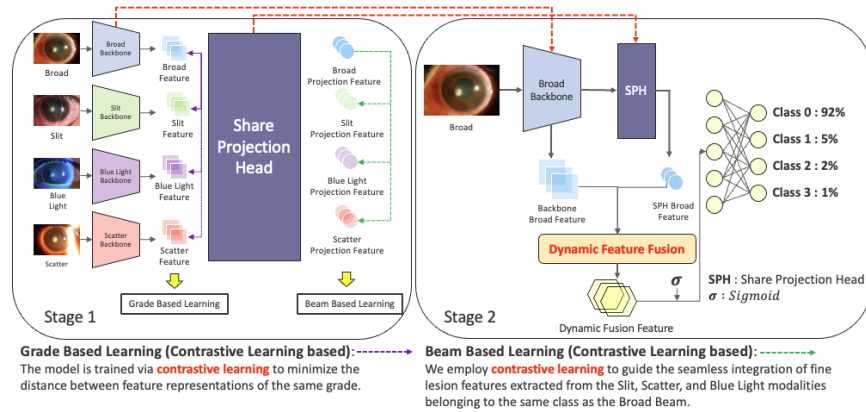 Broad
Broad
Backbone
Broad
Feature
Slit
Slit
Backbone
Slit
Feature
Blue
Light
Blue Light
Backbone
Blue Light
Feature
Scatter
Scatter
Backbone
Scatter
Feature
Share
Projection
Head
Broad
Projection Feature
Slit
Projection Feature
Blue Light
Projection Feature
Scatter
Projection Feature
Grade Based Learning
Beam Based Learning
Stage 1
Broad
Broad
Backbone
SPH
Backbone
Broad Feature
SPH Broad
Feature
Dynamic Feature Fusion
Dynamic Fusion Feature
σ
Class 0 : 92%
Class 1 : 5%
Class 2 : 2%
Class 3 : 1%
SPH : Share Projection Head
σ : Sigmoid
Stage 2
Grade Based Learning (Contrastive Learning based):
The model is trained via contrastive learning to minimize the
distance between feature representations of the same grade.
Beam Based Learning (Contrastive Learning based):
We employ contrastive learning to guide the seamless integration of fine
lesion features extracted from the Slit, Scatter, and Blue Light modalities
belonging to the same class as the Broad Beam.